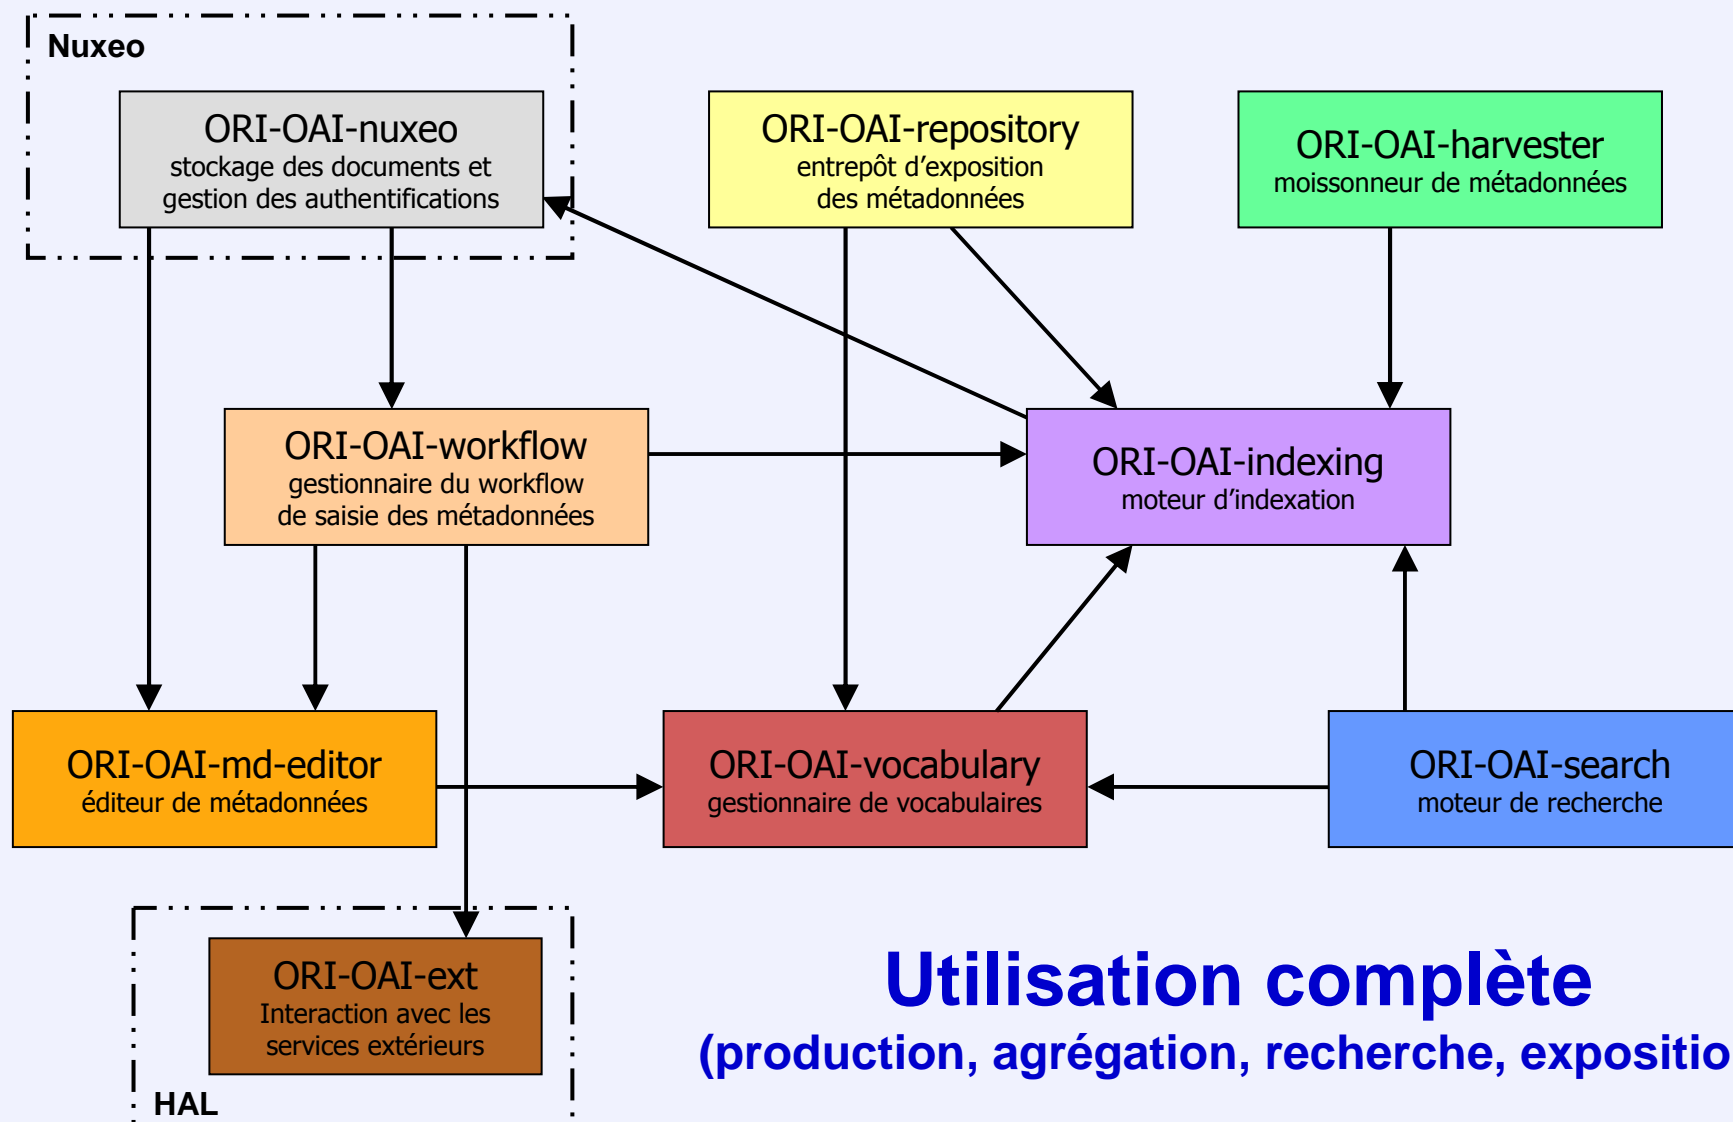 Nuxeo
ORI-OAI-nuxeo
stockage des documents et
gestion des authentifications
ORI-OAI-repository
entrepôt d’exposition
des métadonnées
ORI-OAI-harvester
moissonneur de métadonnées
ORI-OAI-workflow
gestionnaire du workflow
de saisie des métadonnées
ORI-OAI-indexing
moteur d’indexation
ORI-OAI-md-editor
éditeur de métadonnées
ORI-OAI-vocabulary
gestionnaire de vocabulaires
ORI-OAI-search
moteur de recherche
ORI-OAI-ext
Interaction avec les
services extérieurs
HAL
Utilisation complète
(production, agrégation, recherche, expositio